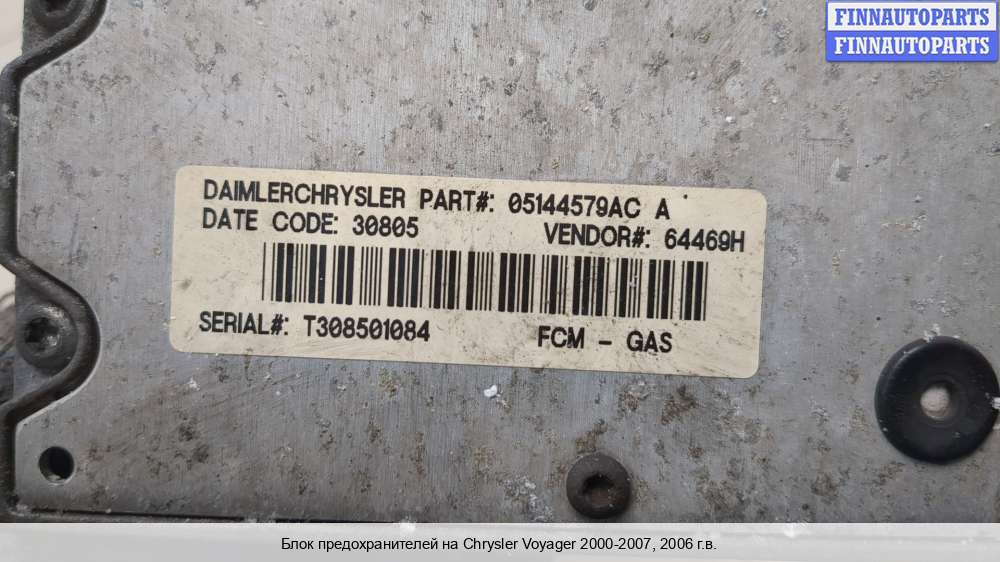 FINNAUTOPARTS
FINNAUTOPARTS
DAIMLERCHRYSLER PART#: 05144579AC A
DATE CODE: 30805 VENDOR#: 64469H
SERIAL#: T308501084 FCM - GAS
Блок предохранителей на Chrysler Voyager 2000-2007, 2006 г.в.